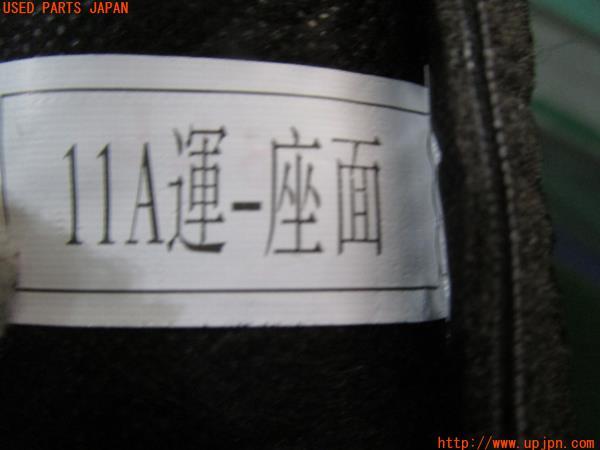 USED PARTS JAPAN
11A運-座面
http://www.upjpn.com